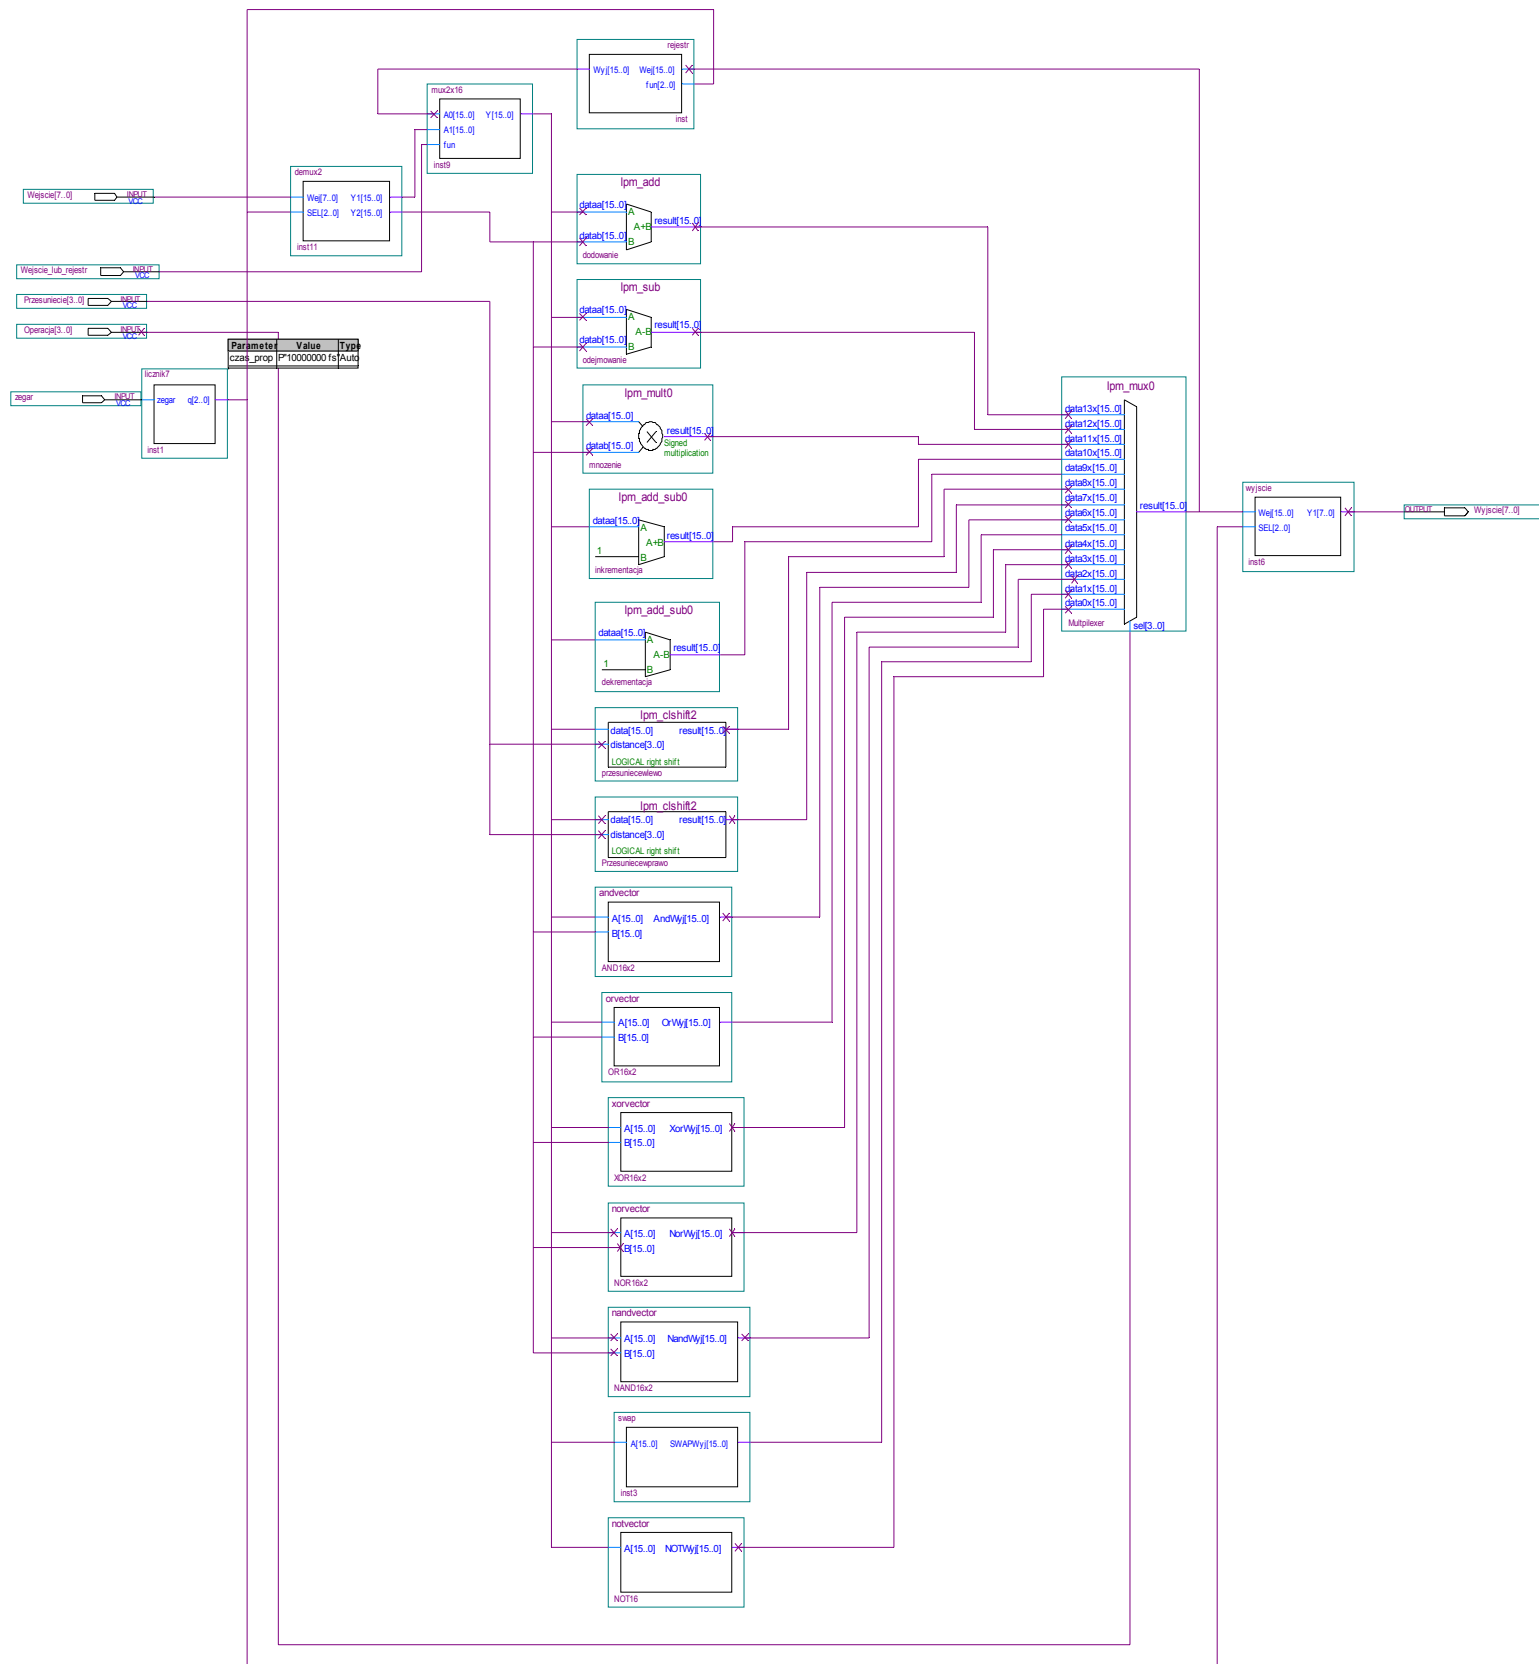 rejestr
Wyj[15..0] Wej[15..0]
fun[2..0]
inst
mux2x16
A0[15..0] Y[15..0]
A1[15..0]
fun
inst9
demux2
Wej[7..0] Y1[15..0]
SEL[2..0] Y2[15..0]
inst11
Wejscie[7..0] INPUT
VCC
Wejscie_lub_rejestr INPUT
VCC
Przesuniecie[3..0] INPUT
VCC
Operacja[3..0] INPUT
VCC
Parameter Value Type
czas_prop P"10000000 fs" Auto
licznik7
zegar INPUT
VCC
zegar q[2..0]
inst1
lpm_add
dataa[15..0] A
A+B result[15..0]
datab[15..0] B
dodowanie
lpm_sub
dataa[15..0] A
A-B result[15..0]
datab[15..0] B
odejmowanie
lpm_mult0
dataa[15..0]
result[15..0]
Signed
multiplication
datab[15..0]
mnozenie
lpm_add_sub0
dataa[15..0] A
A+B result[15..0]
1 B
inkrementacja
lpm_add_sub0
dataa[15..0] A
A-B result[15..0]
1 B
dekrementacja
lpm_clshift2
data[15..0] result[15..0]
distance[3..0]
LOGICAL right shift
przesuniecewlewo
lpm_clshift2
data[15..0] result[15..0]
distance[3..0]
LOGICAL right shift
Przesuniecewprawo
andvector
A[15..0] AndWyj[15..0]
B[15..0]
AND16x2
orvector
A[15..0] OrWyj[15..0]
B[15..0]
OR16x2
xorvector
A[15..0] XorWyj[15..0]
B[15..0]
XOR16x2
norvector
A[15..0] NorWyj[15..0]
B[15..0]
NOR16x2
nandvector
A[15..0] NandWyj[15..0]
B[15..0]
NAND16x2
swap
A[15..0] SWAPWyj[15..0]
inst3
notvector
A[15..0] NOTWyj[15..0]
NOT16
lpm_mux0
data13x[15..0]
data12x[15..0]
data11x[15..0]
data10x[15..0]
data9x[15..0]
data8x[15..0]
data7x[15..0]
data6x[15..0]
data5x[15..0]
data4x[15..0]
data3x[15..0]
data2x[15..0]
data1x[15..0]
data0x[15..0]
result[15..0]
sel[3..0]
Multpilexer
wyjscie
Wej[15..0] Y1[7..0]
SEL[2..0]
inst6
OUTPUT Wyjscie[7..0]